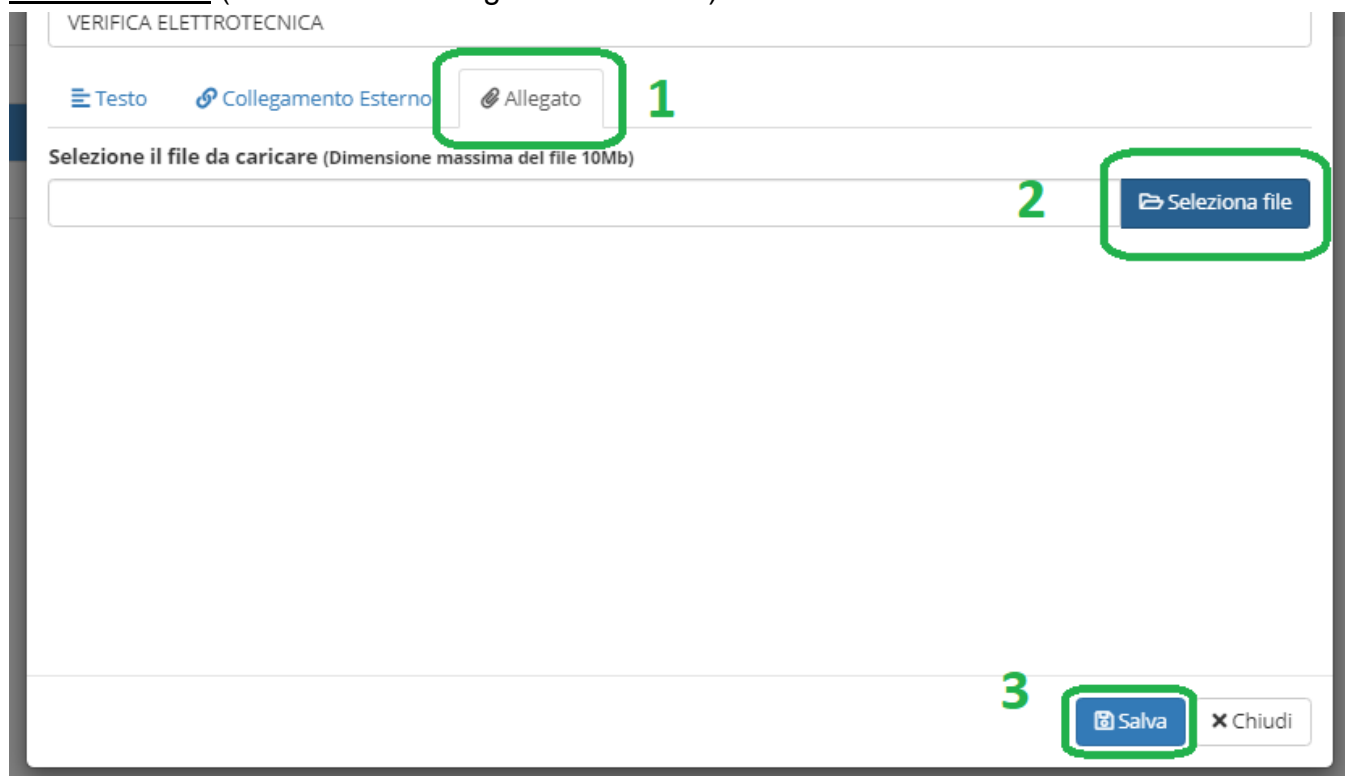 VERIFICA ELETTROTECNICA
Testo Collegamento Esterno Allegato 1
Selezione il file da caricare (Dimensione massima del file 10Mb)
2 Seleziona file
3
Salva Chiudi